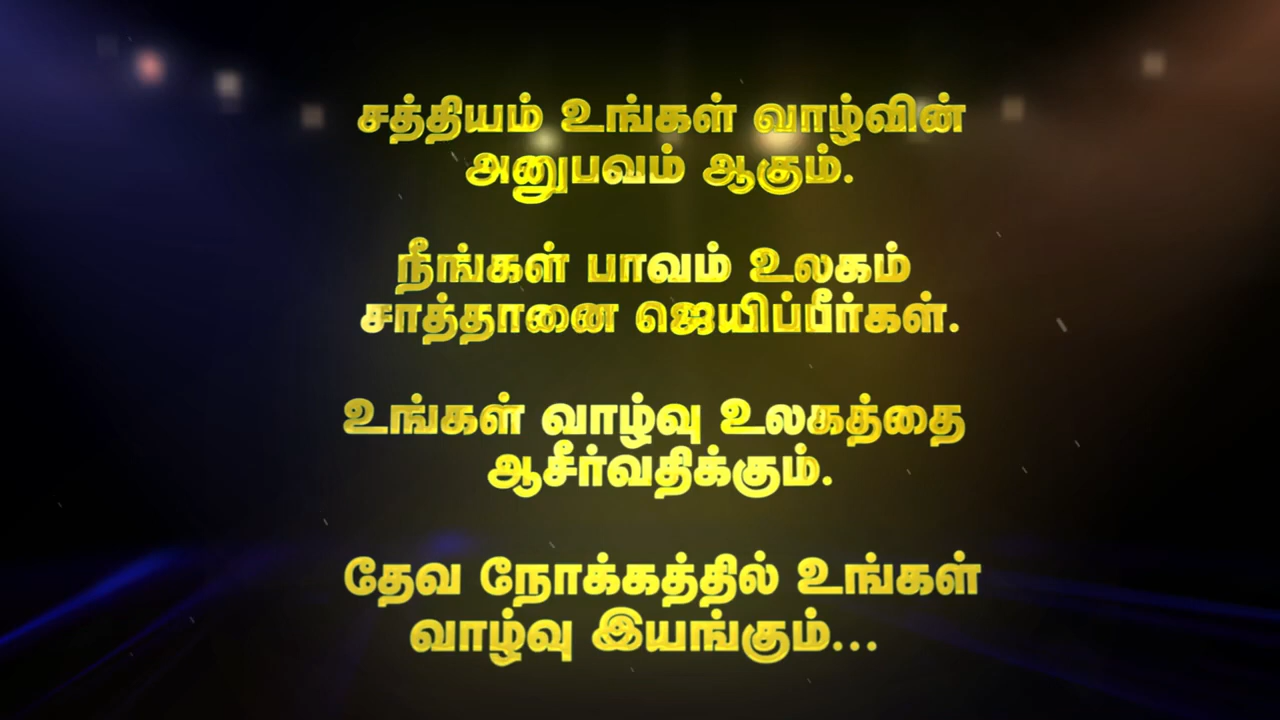 சத்தியம் உங்கள் வாழ்வின்
அனுபவம் ஆகும்.
நீங்கள் பாவம் உலகம்
சாத்தானை ஜெயிப்பீர்கள்.
உங்கள் வாழ்வு உலகத்தை
ஆசீர்வதிக்கும்.
தேவ நோக்கத்தில் உங்கள்
வாழ்வு இயங்கும்...